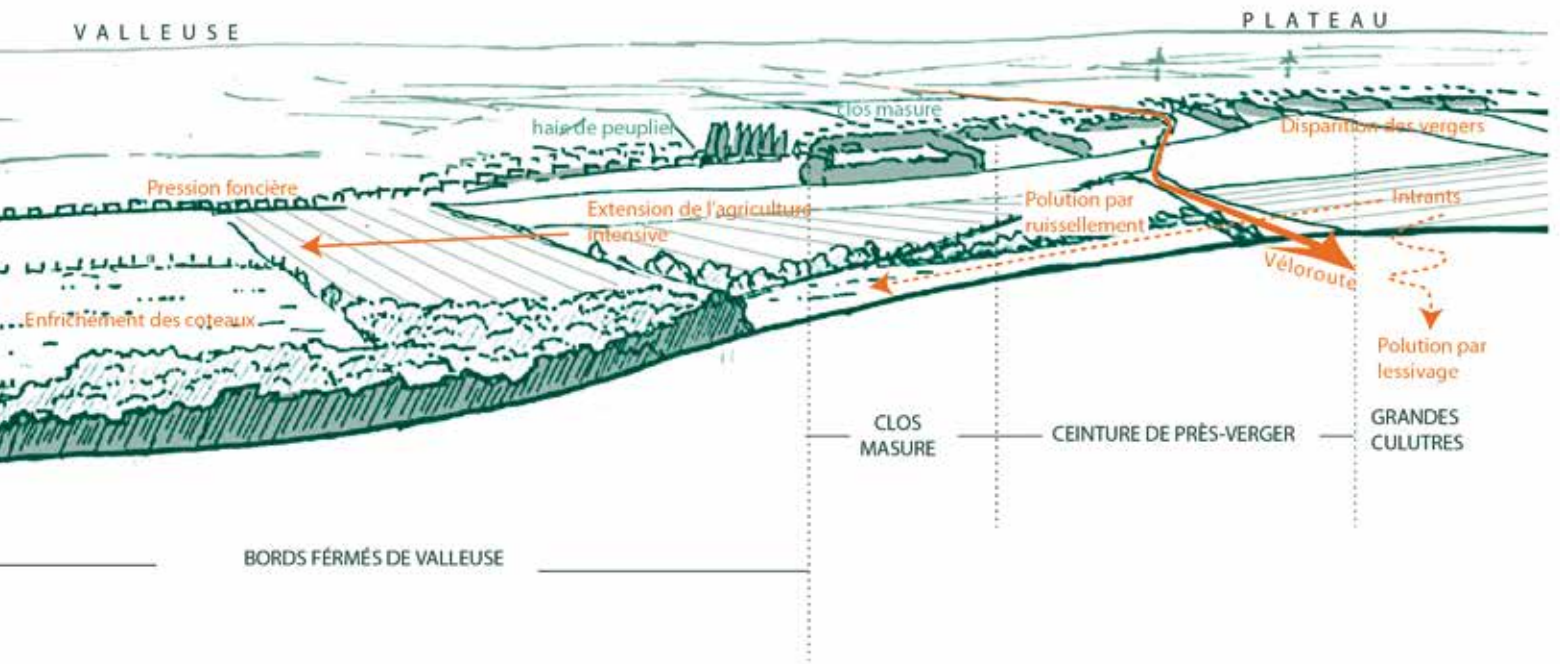 VALLEUSE
PLATEAU
clos masure
haie de peuplier
Disparition des vergers
Pression foncière
Extension de l'agriculture
intensive
Polution par
ruissellement
Intrants
Véloroute
Enfrichement des coteaux
Polution par
lessivage
CLOS
MASURE
CEINTURE DE PRÈS-VERGER
GRANDES
CULUTRES
BORDS FÉRMÉS DE VALLEUSE